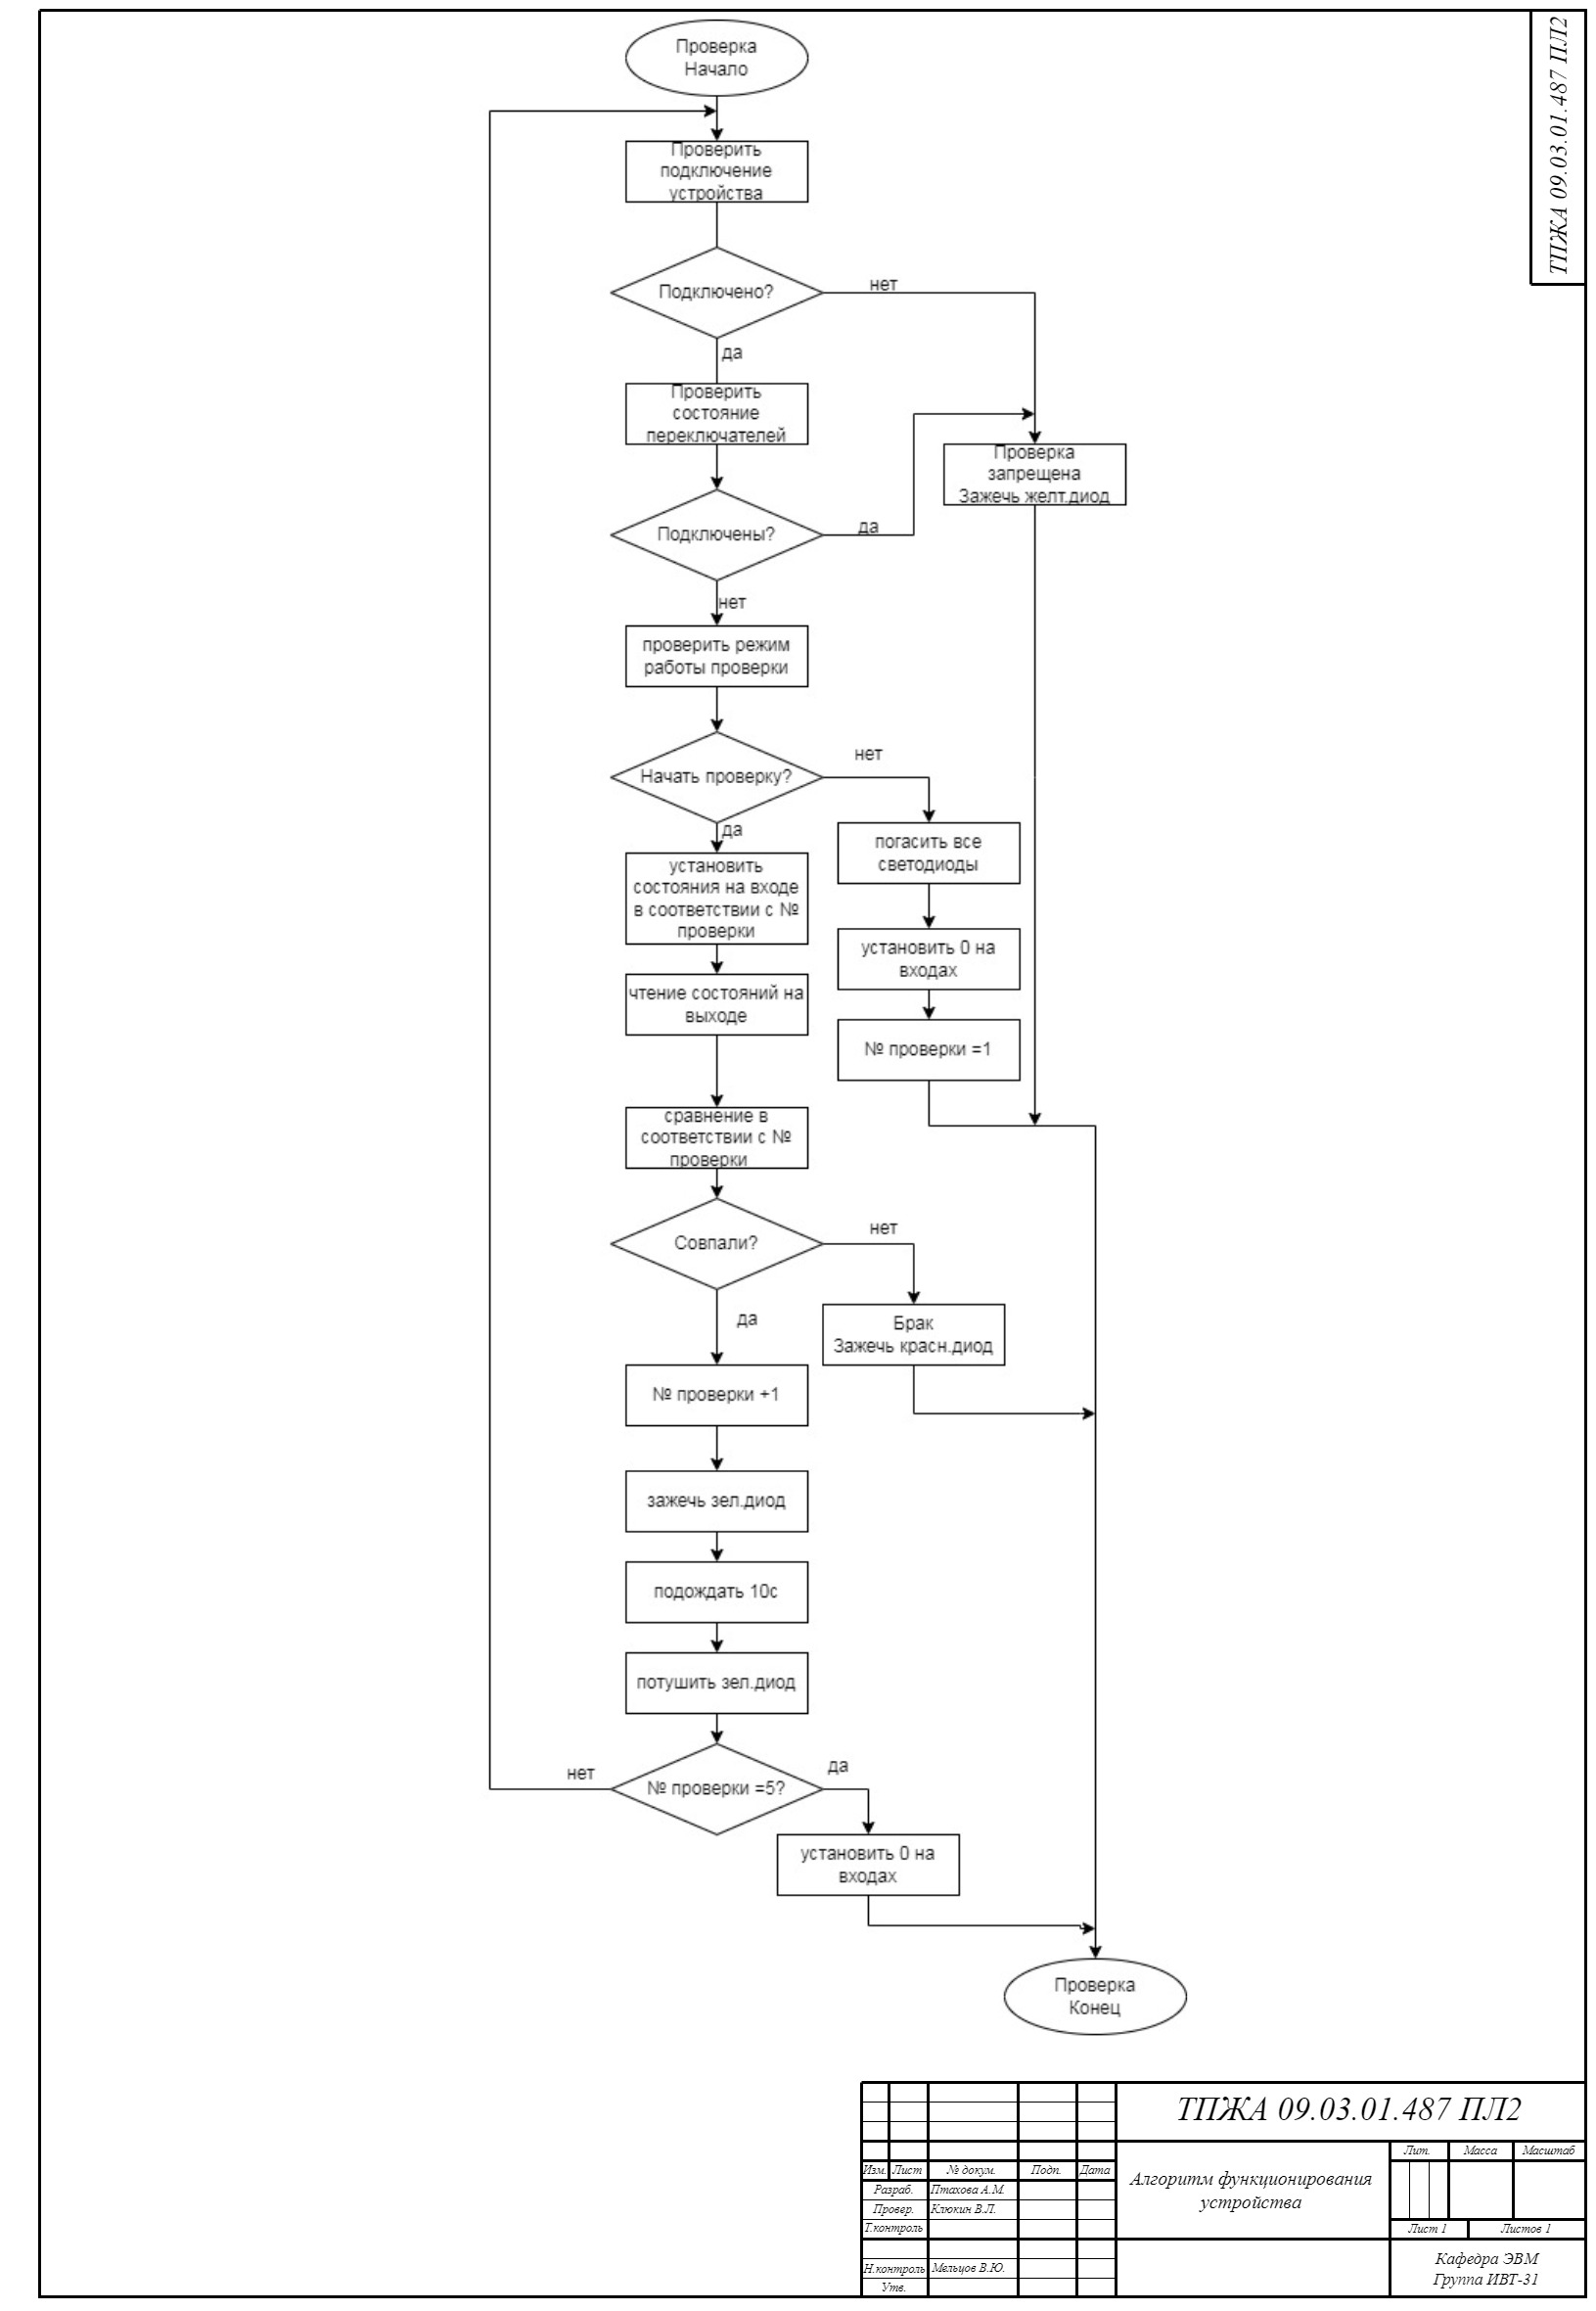 ТПЖА 09.03.01.487 ПЛ2
Проверка
Начало
Проверить
подключение
устройства
Подключено?
нет
да
Проверить
состояние
переключателей
Проверка
запрещена
Зажечь желт.диод
Подключены?
да
нет
проверить режим
работы проверки
Начать проверку?
нет
да
погасить все
светодиоды
установить
состояния на входе
в соответствии с №
проверки
установить 0 на
входах
чтение состояний на
выходе
№ проверки =1
сравнение в
соответствии с №
проверки
Совпали?
нет
да
Брак
Зажечь красн.диод
№ проверки +1
зажечь зел.диод
подождать 10с
потушить зел.диод
№ проверки =5?
нет
да
установить 0 на
входах
Проверка
Конец
ТПЖА 09.03.01.487 ПЛ2
Изм. Лист № докум. Подп. Дата
Разраб. Птахова А.М.
Провер. Клюкин В.Л.
Т.контроль
Н.контроль Мельцов В.Ю.
Утв.
Алгоритм функционирования
устройства
Лит. Масса Масштаб
Лист 1 Листов 1
Кафедра ЭВМ
Группа ИВТ-31